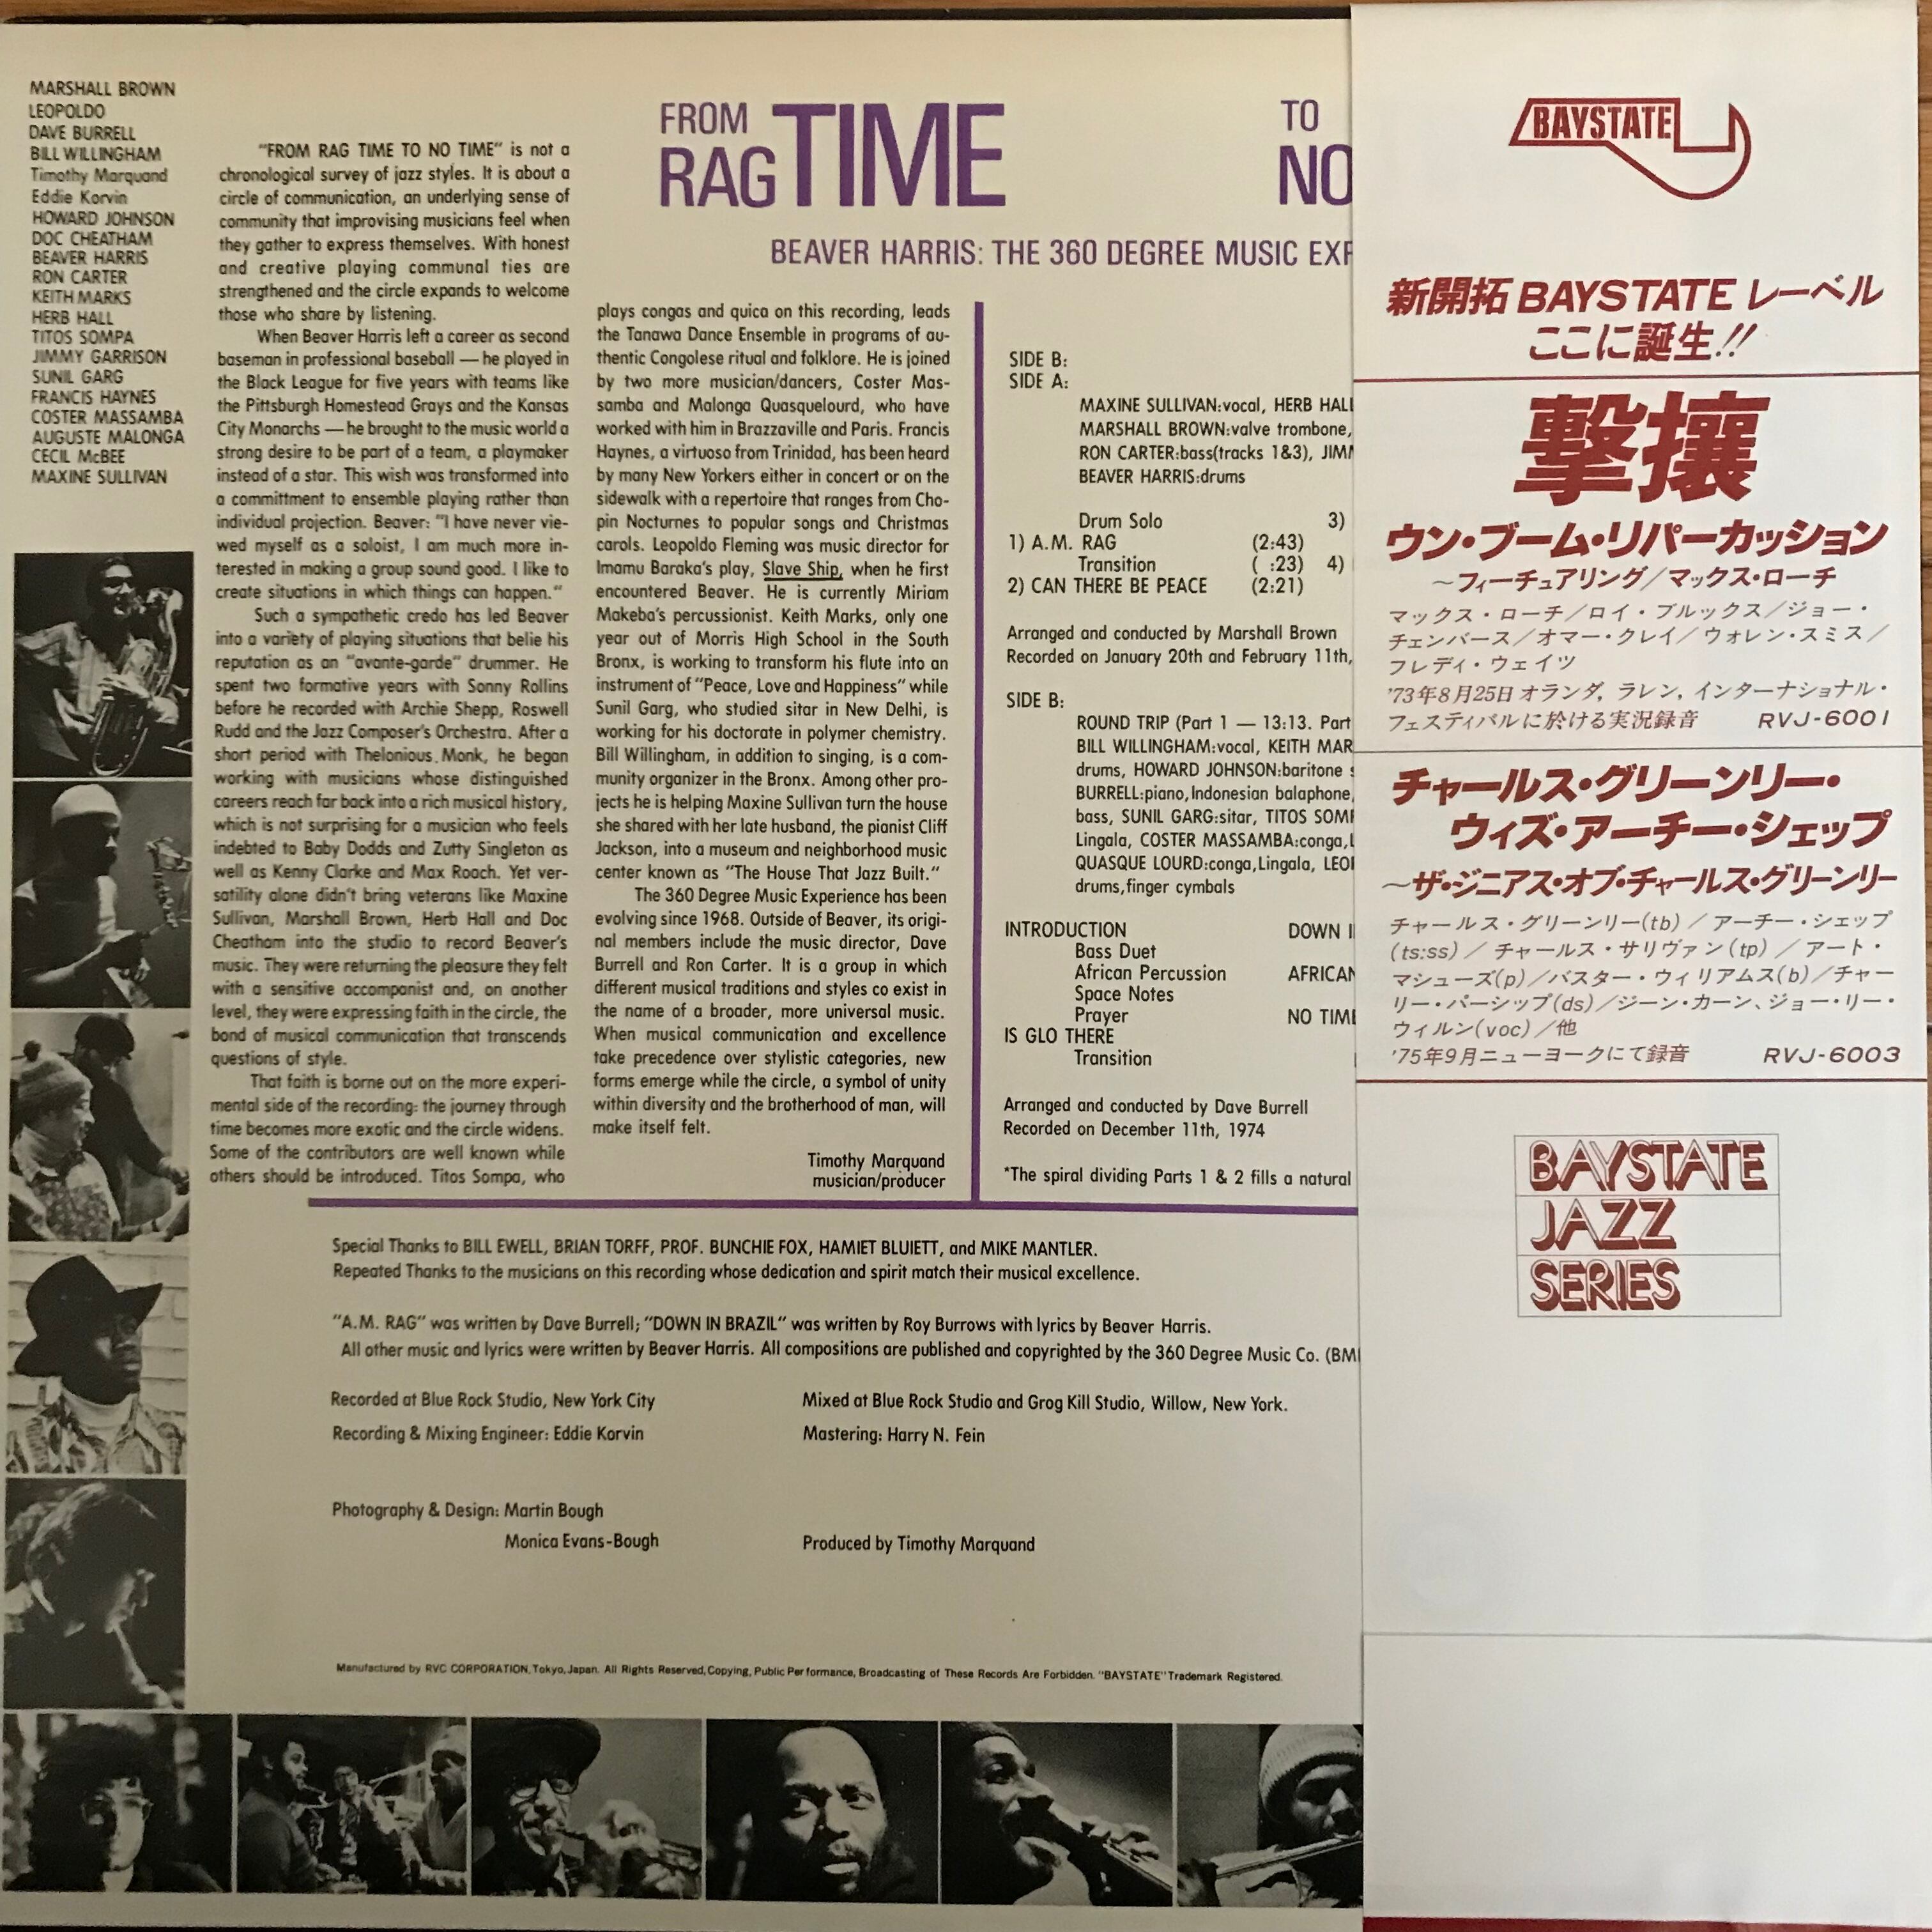 MARSHALL BROWN
LEOPOLDO
DAVE BURRELL
BILL WILLINGHAM
Timothy Marquand
Eddie Korvin
HOWARD JOHNSON
DOC CHEATHAM
BEAVER HARRIS
RON CARTER
KEITH MARKS
HERB HALL
TITOS SOMPA
JIMMY GARRISON
SUNIL GARG
FRANCIS HAYNES
COSTER MASSAMBA
AUGUSTE MALONGA
CECIL McBEE
MAXINE SULLIVAN
FROM
RAG TIME
TO
NO
BEAVER HARRIS: THE 360 DEGREE MUSIC EXP
"FROM RAG TIME TO NO TIME" is not a
chronological survey of jazz styles. It is about a
circle of communication, an underlying sense of
community that improvising musicians feel when
they gather to express themselves. With honest
and creative playing communal ties are
strengthened and the circle expands to welcome
those who share by listening.
When Beaver Harris left a career as second
baseman in professional baseball — he played in
the Black League for five years with teams like
the Pittsburgh Homestead Grays and the Kansas
City Monarchs — he brought to the music world a
strong desire to be part of a team, a playmaker
instead of a star. This wish was transformed into
a committment to ensemble playing rather than
individual projection. Beaver: "I have never vie-
wed myself as a soloist, I am much more in-
terested in making a group sound good. I like to
create situations in which things can happen."
Such a sympathetic credo has led Beaver
into a variety of playing situations that belie his
reputation as an "avante-garde" drummer. He
spent two formative years with Sonny Rollins
before he recorded with Archie Shepp, Roswell
Rudd and the Jazz Composer's Orchestra. After a
short period with Thelonious Monk, he began
working with musicians whose distinguished
careers reach far back into a rich musical history,
which is not surprising for a musician who feels
indebted to Baby Dodds and Zutty Singleton as
well as Kenny Clarke and Max Roach. Yet ver-
satility alone didn't bring veterans like Maxine
Sullivan, Marshall Brown, Herb Hall and Doc
Cheatham into the studio to record Beaver's
music. They were returning the pleasure they felt
with a sensitive accompanist and, on another
level, they were expressing faith in the circle, the
bond of musical communication that transcends
questions of style.
That faith is borne out on the more experi-
mental side of the recording: the journey through
time becomes more exotic and the circle widens.
Some of the contributors are well known while
others should be introduced. Titos Sompa, who
plays congas and quica on this recording, leads
the Tanawa Dance Ensemble in programs of au-
thentic Congolese ritual and folklore. He is joined
by two more musician/dancers, Coster Mas-
samba and Malonga Quasquelourd, who have
worked with him in Brazzaville and Paris. Francis
Haynes, a virtuoso from Trinidad, has been heard
by many New Yorkers either in concert or on the
sidewalk with a repertoire that ranges from Cho-
pin Nocturnes to popular songs and Christmas
carols. Leopoldo Fleming was music director for
Imamu Baraka's play, Slave Ship, when he first
encountered Beaver. He is currently Miriam
Makeba's percussionist. Keith Marks, only one
year out of Morris High School in the South
Bronx, is working to transform his flute into an
instrument of "Peace, Love and Happiness" while
Sunil Garg, who studied sitar in New Delhi, is
working for his doctorate in polymer chemistry.
Bill Willingham, in addition to singing, is a com-
munity organizer in the Bronx. Among other pro-
jects he is helping Maxine Sullivan turn the house
she shared with her late husband, the pianist Cliff
Jackson, into a museum and neighborhood music
center known as "The House That Jazz Built."
The 360 Degree Music Experience has been
evolving since 1968. Outside of Beaver, its origi-
nal members include the music director, Dave
Burrell and Ron Carter. It is a group in which
different musical traditions and styles co exist in
the name of a broader, more universal music.
When musical communication and excellence
take precedence over stylistic categories, new
forms emerge while the circle, a symbol of unity
within diversity and the brotherhood of man, will
make itself felt.
Timothy Marquand
musician/producer
SIDE B:
SIDE A:
MAXINE SULLIVAN:vocal, HERB HALL
MARSHALL BROWN:valve trombone,
RON CARTER:bass(tracks 1&3), JIMM
BEAVER HARRIS:drums
Drum Solo 3)
1) A.M. RAG (2:43)
Transition ( :23) 4)
2) CAN THERE BE PEACE (2:21)
Arranged and conducted by Marshall Brown
Recorded on January 20th and February 11th,
SIDE B:
ROUND TRIP (Part 1 — 13:13. Part
BILL WILLINGHAM:vocal, KEITH MAR
drums, HOWARD JOHNSON:baritone s
BURRELL:piano,Indonesian balaphone,
bass, SUNIL GARG:sitar, TITOS SOMP
Lingala, COSTER MASSAMBA:conga,L
QUASQUE LOURD:conga,Lingala, LEOP
drums,finger cymbals
INTRODUCTION DOWN I
Bass Duet
African Percussion AFRICAN
Space Notes
Prayer NO TIME
IS GLO THERE
Transition
Arranged and conducted by Dave Burrell
Recorded on December 11th, 1974
*The spiral dividing Parts 1 & 2 fills a natural
Special Thanks to BILL EWELL, BRIAN TORFF, PROF. BUNCHIE FOX, HAMIET BLUIETT, and MIKE MANTLER.
Repeated Thanks to the musicians on this recording whose dedication and spirit match their musical excellence.
"A.M. RAG" was written by Dave Burrell; "DOWN IN BRAZIL" was written by Roy Burrows with lyrics by Beaver Harris.
All other music and lyrics were written by Beaver Harris. All compositions are published and copyrighted by the 360 Degree Music Co. (BMI
Recorded at Blue Rock Studio, New York City
Mixed at Blue Rock Studio and Grog Kill Studio, Willow, New York.
Recording & Mixing Engineer: Eddie Korvin
Mastering: Harry N. Fein
Photography & Design: Martin Bough
Monica Evans-Bough
Produced by Timothy Marquand
Manufactured by RVC CORPORATION, Tokyo, Japan. All Rights Reserved, Copying, Public Performance, Broadcasting of These Records Are Forbidden. "BAYSTATE" Trademark Registered.
BAYSTATE
新開拓 BAYSTATE レーベル
ここに誕生!!
撃攘
ウン・ブーム・リパーカッション
～フィーチュアリング/マックス・ローチ
マックス・ローチ/ロイ・ブルックス/ジョー・
チェンバース/オマー・クレイ/ウォレン・スミス/
フレディ・ウェイツ
'73年8月25日 オランダ, ラレン, インターナショナル・
フェスティバルに於ける実況録音 RVJ-6001
チャールス・グリーンリー・
ウィズ・アーチー・シェップ
～ザ・ジニアス・オブ・チャールス・グリーンリー
チャールス・グリーンリー(tb) / アーチー・シェップ
(ts:ss) / チャールス・サリヴァン(tp) / アート・
マシューズ(p)/バスター・ウィリアムス(b)/チャー
リー・パーシップ(ds)/ジーン・カーン、ジョー・リー・
ウィルン(voc)/他
'75年9月ニューヨークにて録音 RVJ-6003
BAYSTATE
JAZZ
SERIES